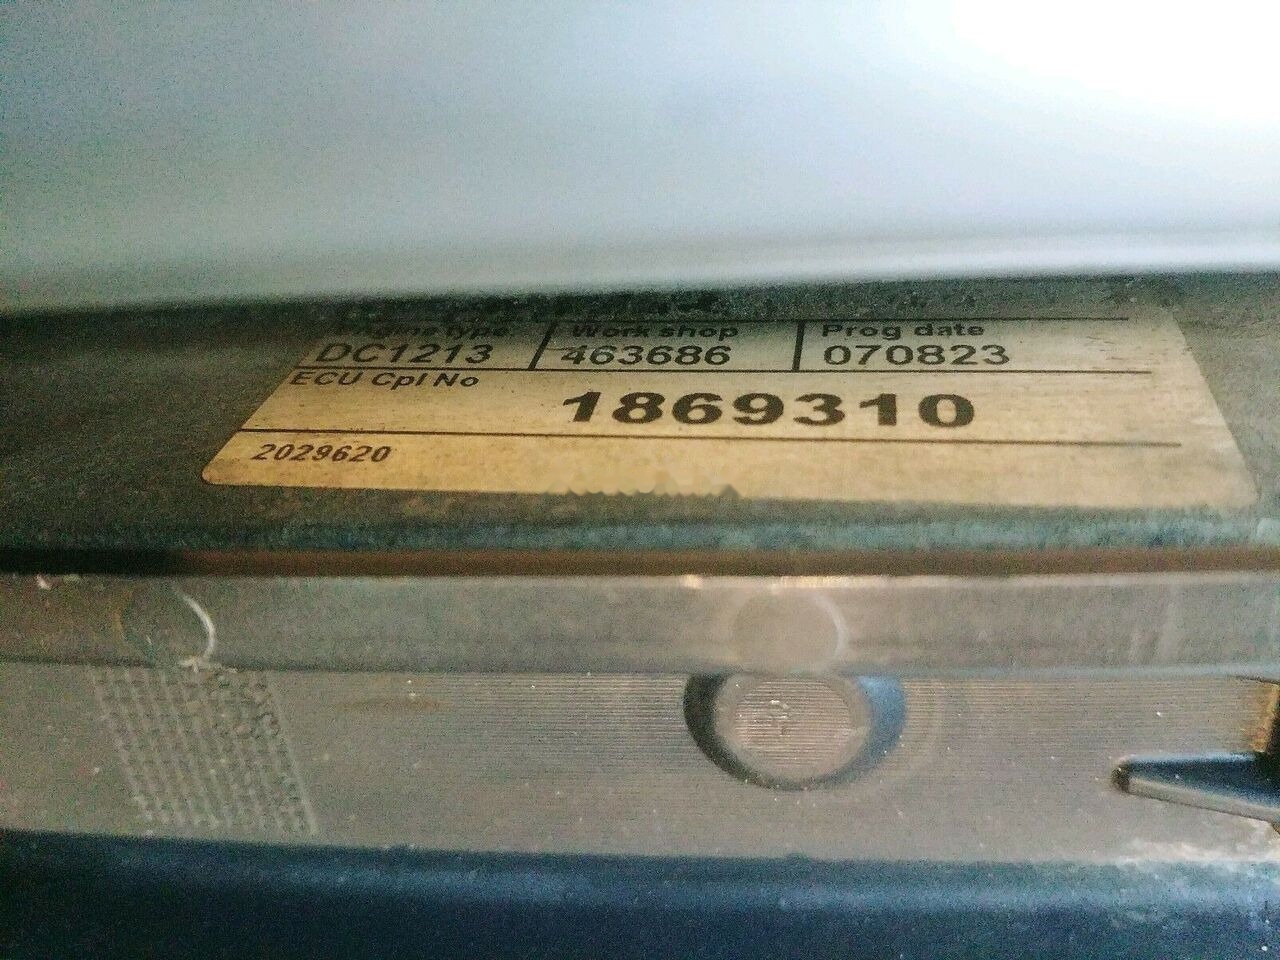 Engine type Work shop Prog date
DC1213 463686 070823
ECU Cpl No
1869310
2029620